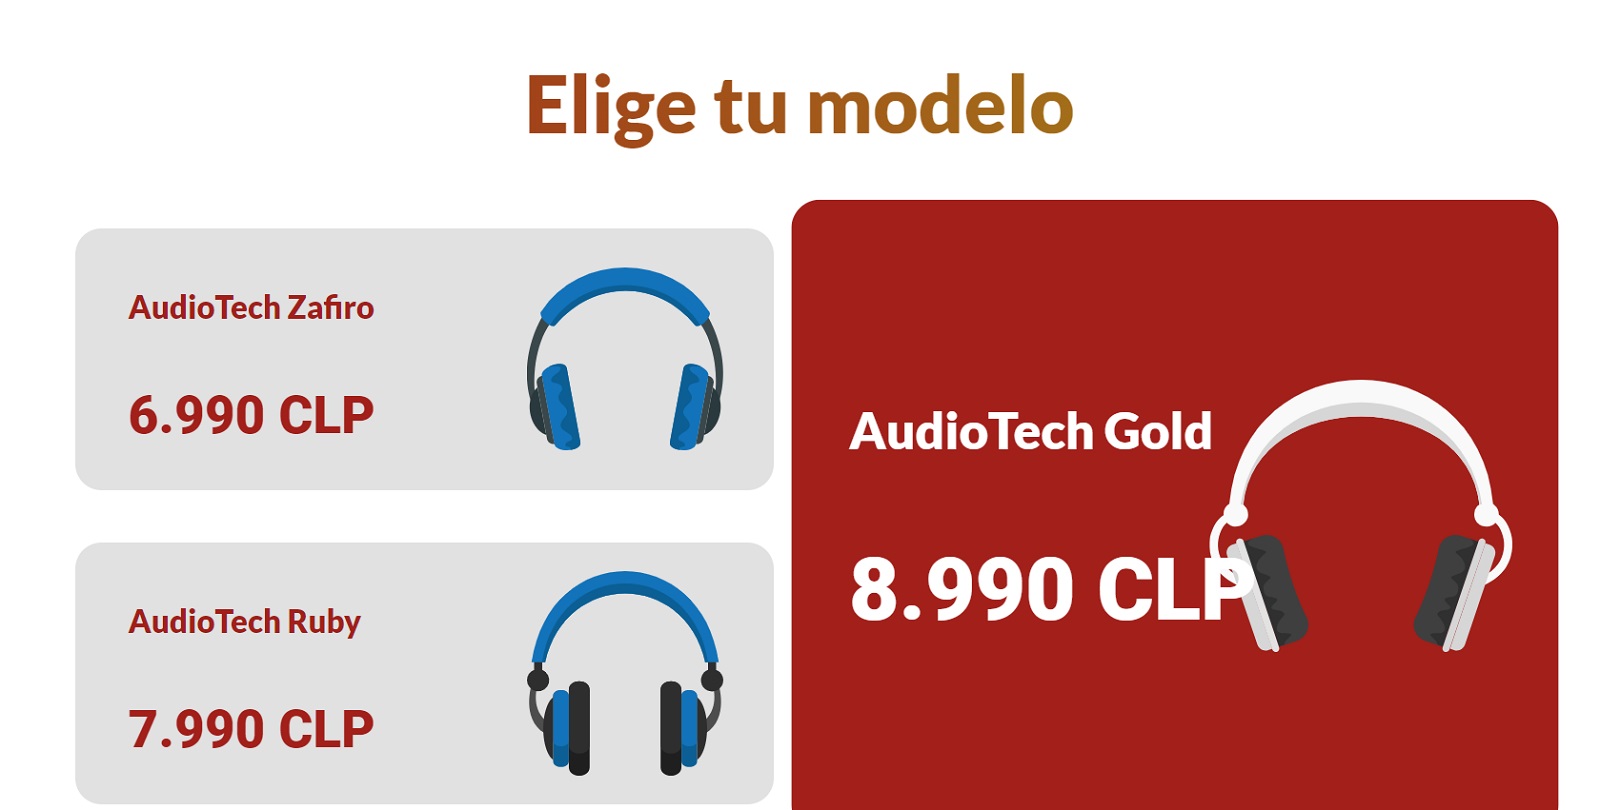 Elige tu modelo
AudioTech Zafiro
6.990 CLP
AudioTech Ruby
7.990 CLP
AudioTech Gold
8.990 CLP